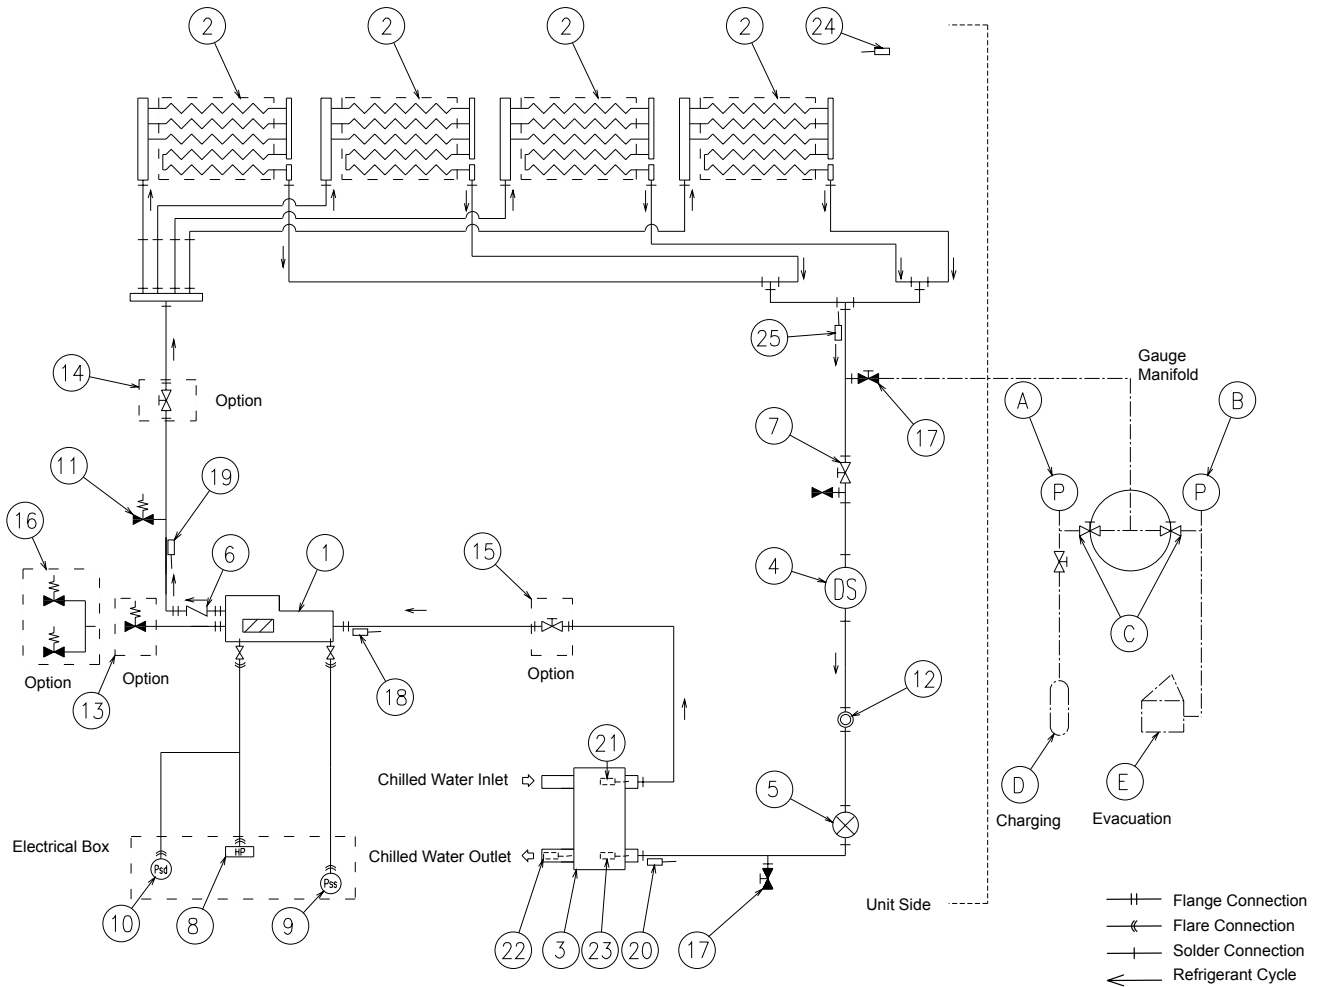 2
2
2
2
24
Gauge
Manifold
25
14
Option
A
B
17
7
11
19
P
P
16
6
1
15
4
DS
C
Option
Option
13
Option
18
12
21
Chilled Water Inlet
5
D
E
Charging
Evacuation
Electrical Box
HP
Psd
Pss
Chilled Water Outlet
Unit Side
10
8
9
22
3
23
20
17
Flange Connection
Flare Connection
Solder Connection
Refrigerant Cycle